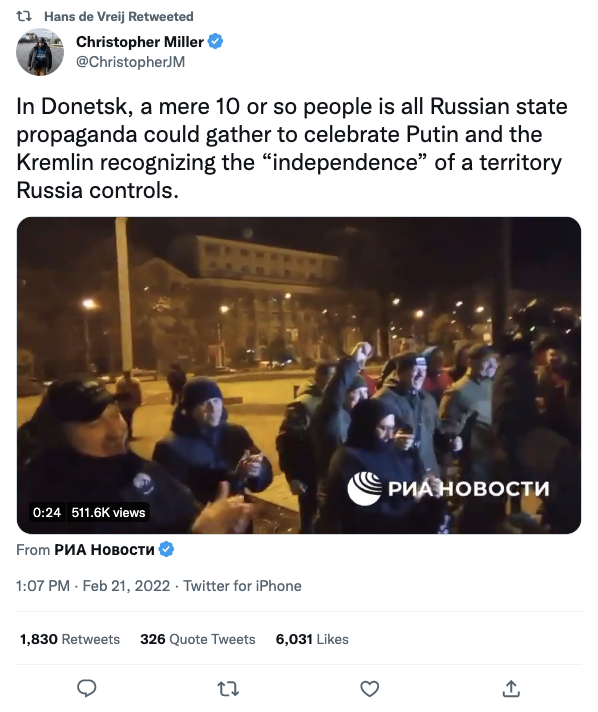 Hans de Vreij Retweeted
Christopher Miller
@ChristopherJM
In Donetsk, a mere 10 or so people is all Russian state
propaganda could gather to celebrate Putin and the
Kremlin recognizing the “independence” of a territory
Russia controls.
РИА НОВОСТИ
0:24 511.6K views
From РИА Новости
1:07 PM · Feb 21, 2022 · Twitter for iPhone
1,830 Retweets 326 Quote Tweets 6,031 Likes